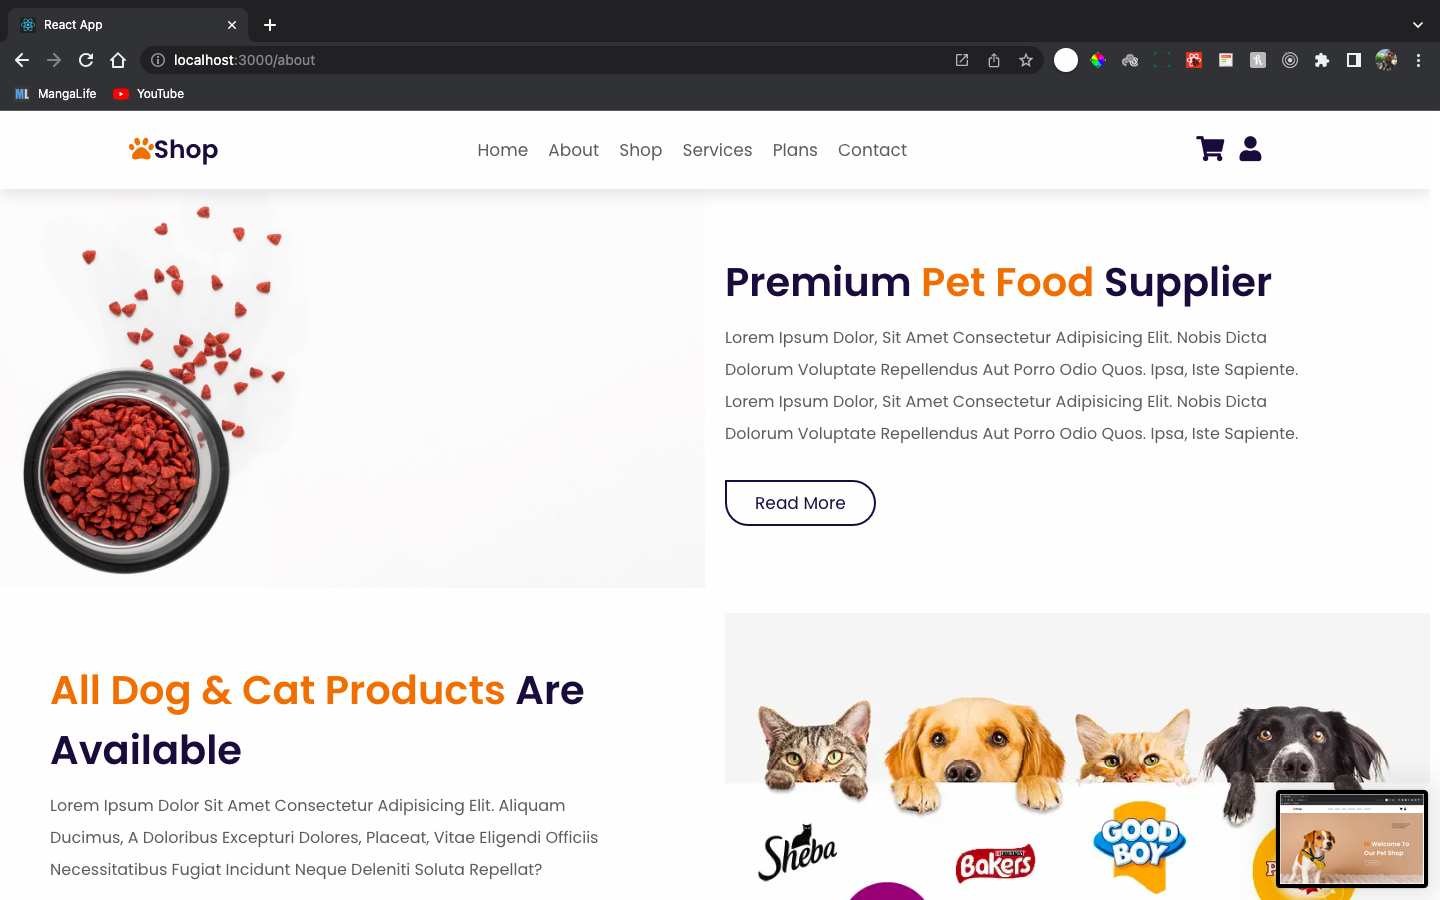 React App
localhost:3000/about
MangaLife
YouTube
Shop
Home
About
Shop
Services
Plans
Contact
Premium Pet Food Supplier
Lorem Ipsum Dolor, Sit Amet Consectetur Adipisicing Elit. Nobis Dicta
Dolorum Voluptate Repellendus Aut Porro Odio Quos. Ipsa, Iste Sapiente.
Lorem Ipsum Dolor, Sit Amet Consectetur Adipisicing Elit. Nobis Dicta
Dolorum Voluptate Repellendus Aut Porro Odio Quos. Ipsa, Iste Sapiente.
Read More
All Dog & Cat Products Are
Available
Lorem Ipsum Dolor Sit Amet Consectetur Adipisicing Elit. Aliquam
Ducimus, A Doloribus Excepturi Dolores, Placeat, Vitae Eligendi Officiis
Necessitatibus Fugiat Incidunt Neque Deleniti Soluta Repellat?
Sheba
Bakers
GOOD
BOY
Hi Welcome To
Our Pet Shop